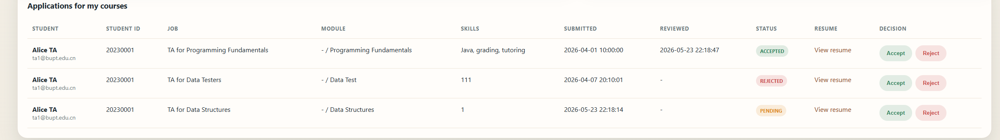 Applications for my courses
STUDENT STUDENT ID JOB MODULE SKILLS SUBMITTED REVIEWED STATUS RESUME DECISION
Alice TA 20230001 TA for Programming Fundamentals - / Programming Fundamentals Java, grading, tutoring 2026-04-01 10:00:00 2026-05-23 22:18:47 ACCEPTED View resume Accept Reject
ta1@bupt.edu.cn
Alice TA 20230001 TA for Data Testers - / Data Test 111 2026-04-07 20:10:01 - REJECTED View resume Accept Reject
ta1@bupt.edu.cn
Alice TA 20230001 TA for Data Structures - / Data Structures 1 2026-05-23 22:18:14 - PENDING View resume Accept Reject
ta1@bupt.edu.cn